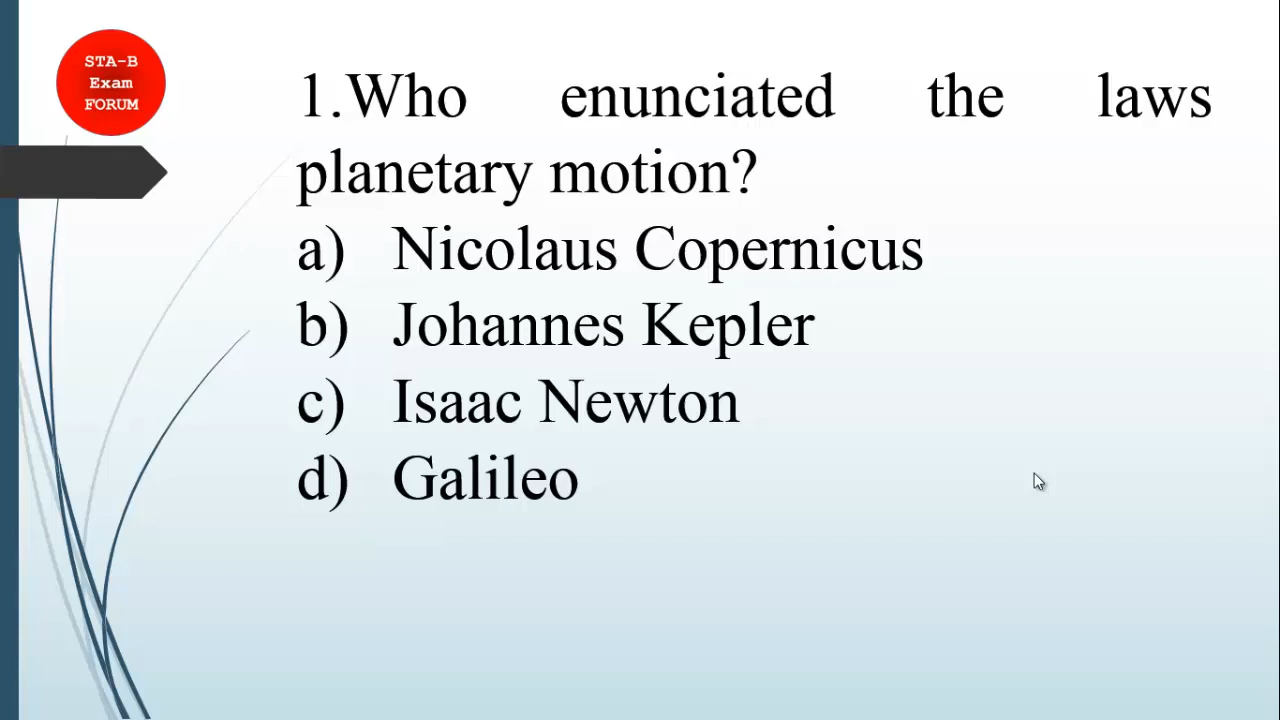 STA-B
Exam
FORUM
1.Who enunciated the laws
planetary motion?
a) Nicolaus Copernicus
b) Johannes Kepler
c) Isaac Newton
d) Galileo